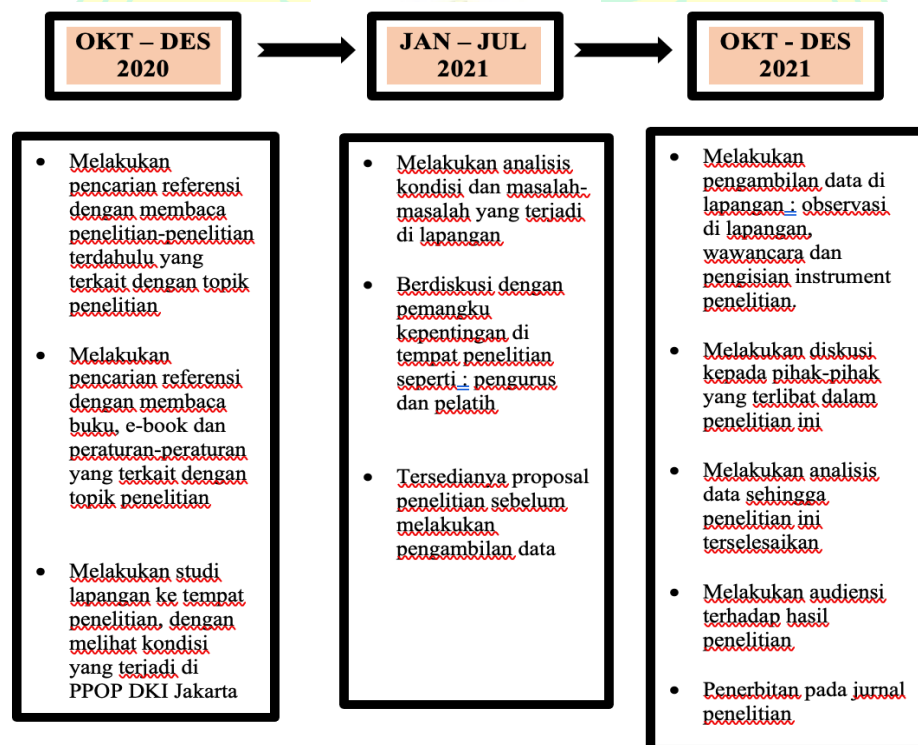 OKT – DES
2020
JAN – JUL
2021
OKT - DES
2021
• Melakukan
pencarian referensi
dengan membaca
penelitian-penelitian
terdahulu yang
terkait dengan topik
penelitian
• Melakukan
pencarian referensi
dengan membaca
buku, e-book dan
peraturan-peraturan
yang terkait dengan
topik penelitian
• Melakukan studi
lapangan ke tempat
penelitian, dengan
melihat kondisi
yang terjadi di
PPOP DKI Jakarta
• Melakukan analisis
kondisi dan masalah-
masalah yang terjadi
di lapangan
• Berdiskusi dengan
pemangku
kepentingan di
tempat penelitian
seperti : pengurus
dan pelatih
• Tersedianya proposal
penelitian sebelum
melakukan
pengambilan data
• Melakukan
pengambilan data di
lapangan : observasi
di lapangan,
wawancara dan
pengisian instrument
penelitian.
• Melakukan diskusi
kepada pihak-pihak
yang terlibat dalam
penelitian ini
• Melakukan analisis
data sehingga
penelitian ini
terselesaikan
• Melakukan audiensi
terhadap hasil
penelitian
• Penerbitan pada jurnal
penelitian